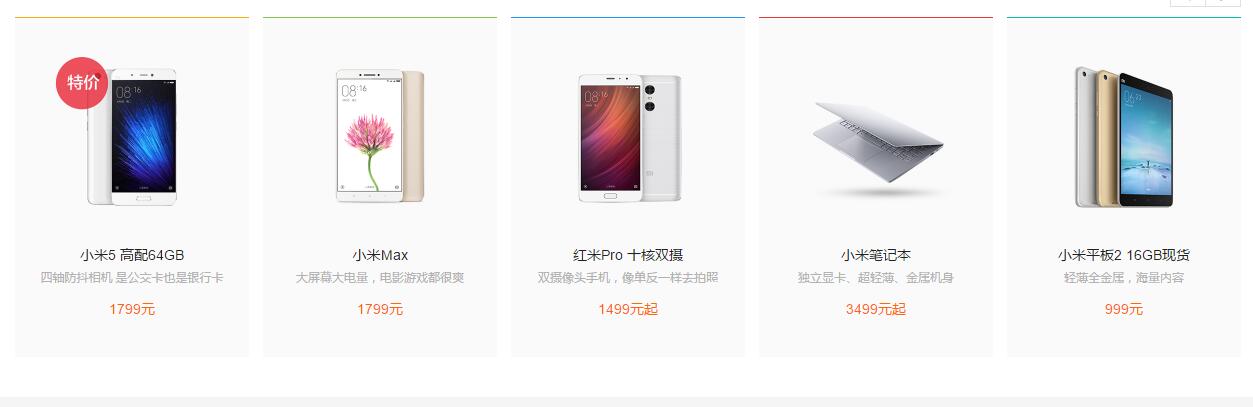 特价
小米5 高配64GB
四轴防抖相机 是公交卡也是银行卡
1799元
08:16
小米Max
大屏幕大电量，电影游戏都很爽
1799元
08:16
红米Pro 十核双摄
双摄像头手机，像单反一样去拍照
1499元起
小米笔记本
独立显卡、超轻薄、金属机身
3499元起
小米平板2 16GB现货
轻薄全金属，海量内容
999元